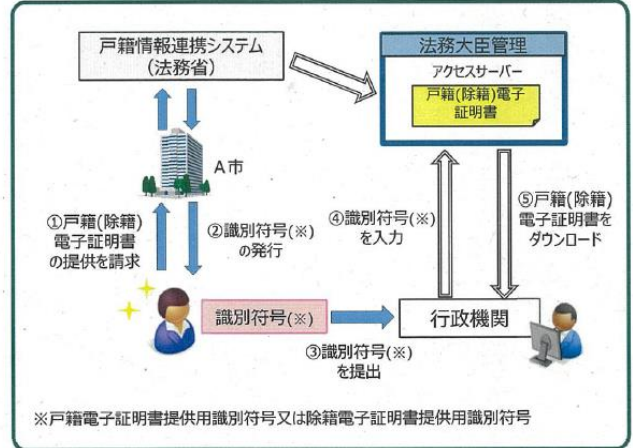 戸籍情報連携システム
(法務省)
法務大臣管理
アクセスサーバー
戸籍(除籍)電子
証明書
A市
①戸籍(除籍)
電子証明書
の提供を請求
②識別符号(※)
の発行
④識別符号(※)
を入力
⑤戸籍(除籍)
電子証明書を
ダウンロード
識別符号(※)
行政機関
③識別符号(※)
を提出
※戸籍電子証明書提供用識別符号又は除籍電子証明書提供用識別符号